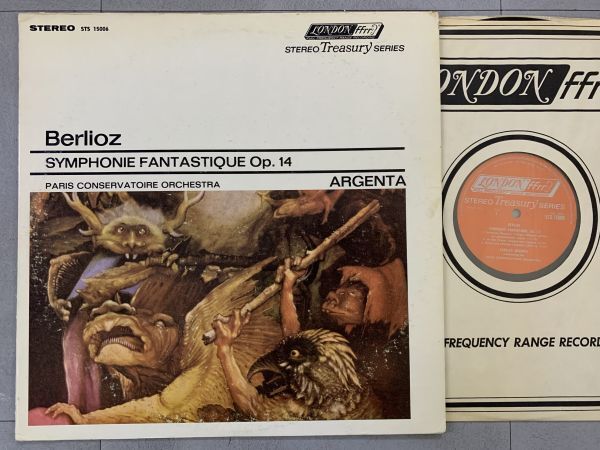 STEREO STS 15006
LONDON ffrr
STEREO Treasury SERIES
Berlioz
SYMPHONIE FANTASTIQUE Op. 14
PARIS CONSERVATOIRE ORCHESTRA
ARGENTA
LONDON ffrr
LONDON ffrr
STEREO Treasury SERIES
FREQUENCY RANGE RECORD